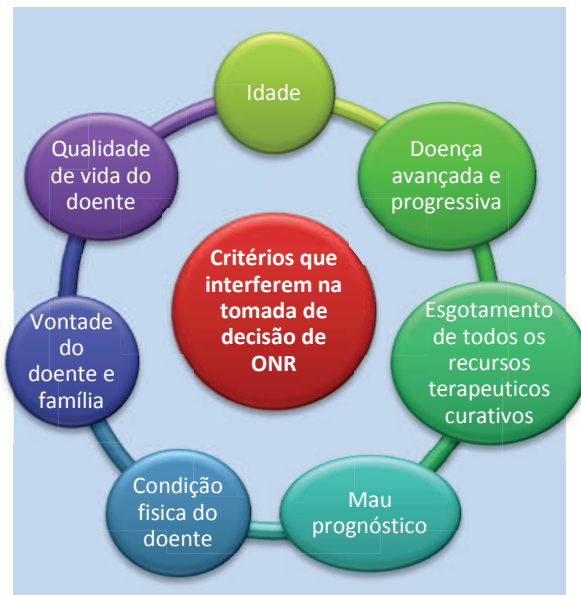 Idade
Doença
avançada e
progressiva
Esgotamento
de todos os
recursos
terapeuticos
curativos
Mau
prognóstico
Condição
fisica do
doente
Vontade
do
doente e
família
Qualidade
de vida do
doente
Critérios que
interferem na
tomada de
decisão de
ONR